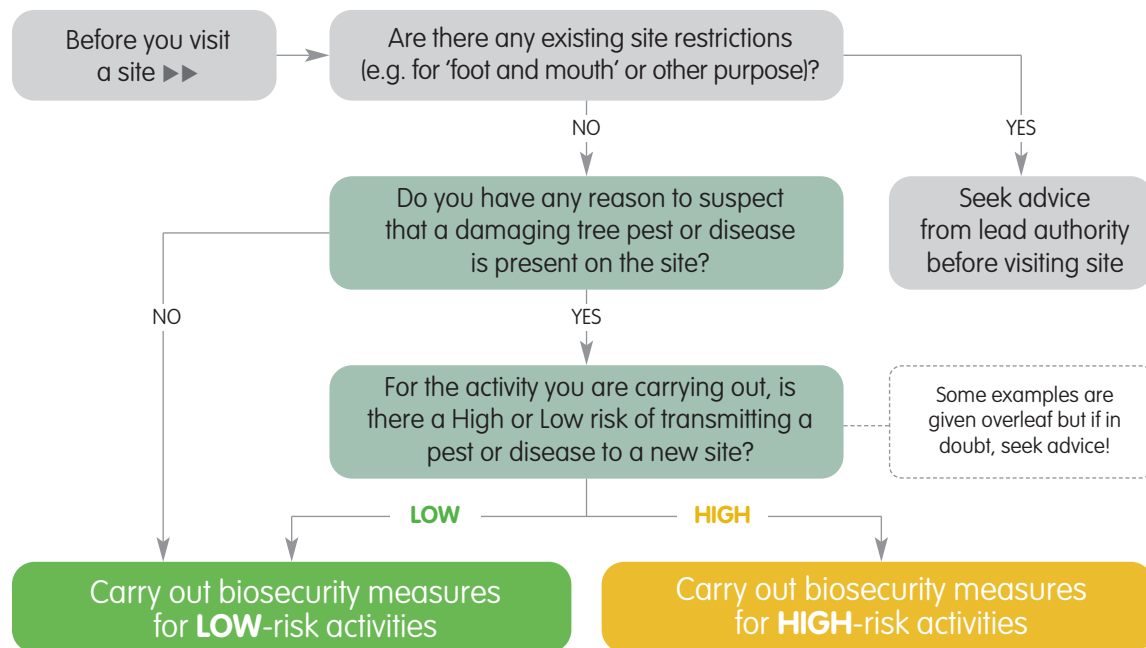 Before you visit
a site ▶▶
Are there any existing site restrictions
(e.g. for ‘foot and mouth’ or other purpose)?
NO
YES
Do you have any reason to suspect
that a damaging tree pest or disease
is present on the site?
Seek advice
from lead authority
before visiting site
NO
YES
For the activity you are carrying out, is
there a High or Low risk of transmitting a
pest or disease to a new site?
Some examples are
given overleaf but if in
doubt, seek advice!
LOW
HIGH
Carry out biosecurity measures
for LOW-risk activities
Carry out biosecurity measures
for HIGH-risk activities